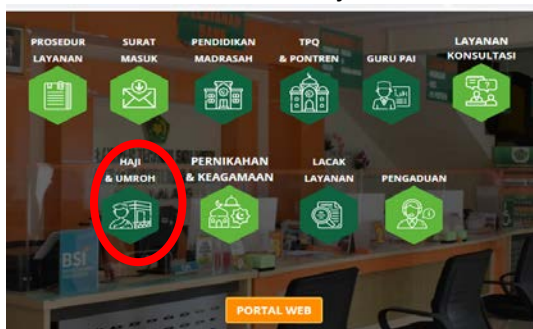 PROSEDUR
LAYANAN
SURAT
MASUK
PENDIDIKAN
MADRASAH
TPQ
& PONTREN
GURU PAI
LAYANAN
KONSULTASI
HAJI
& UMROH
PERNIKAHAN
& KEAGAMAAN
LACAK
LAYANAN
PENGADUAN
BSI
PORTAL WEB